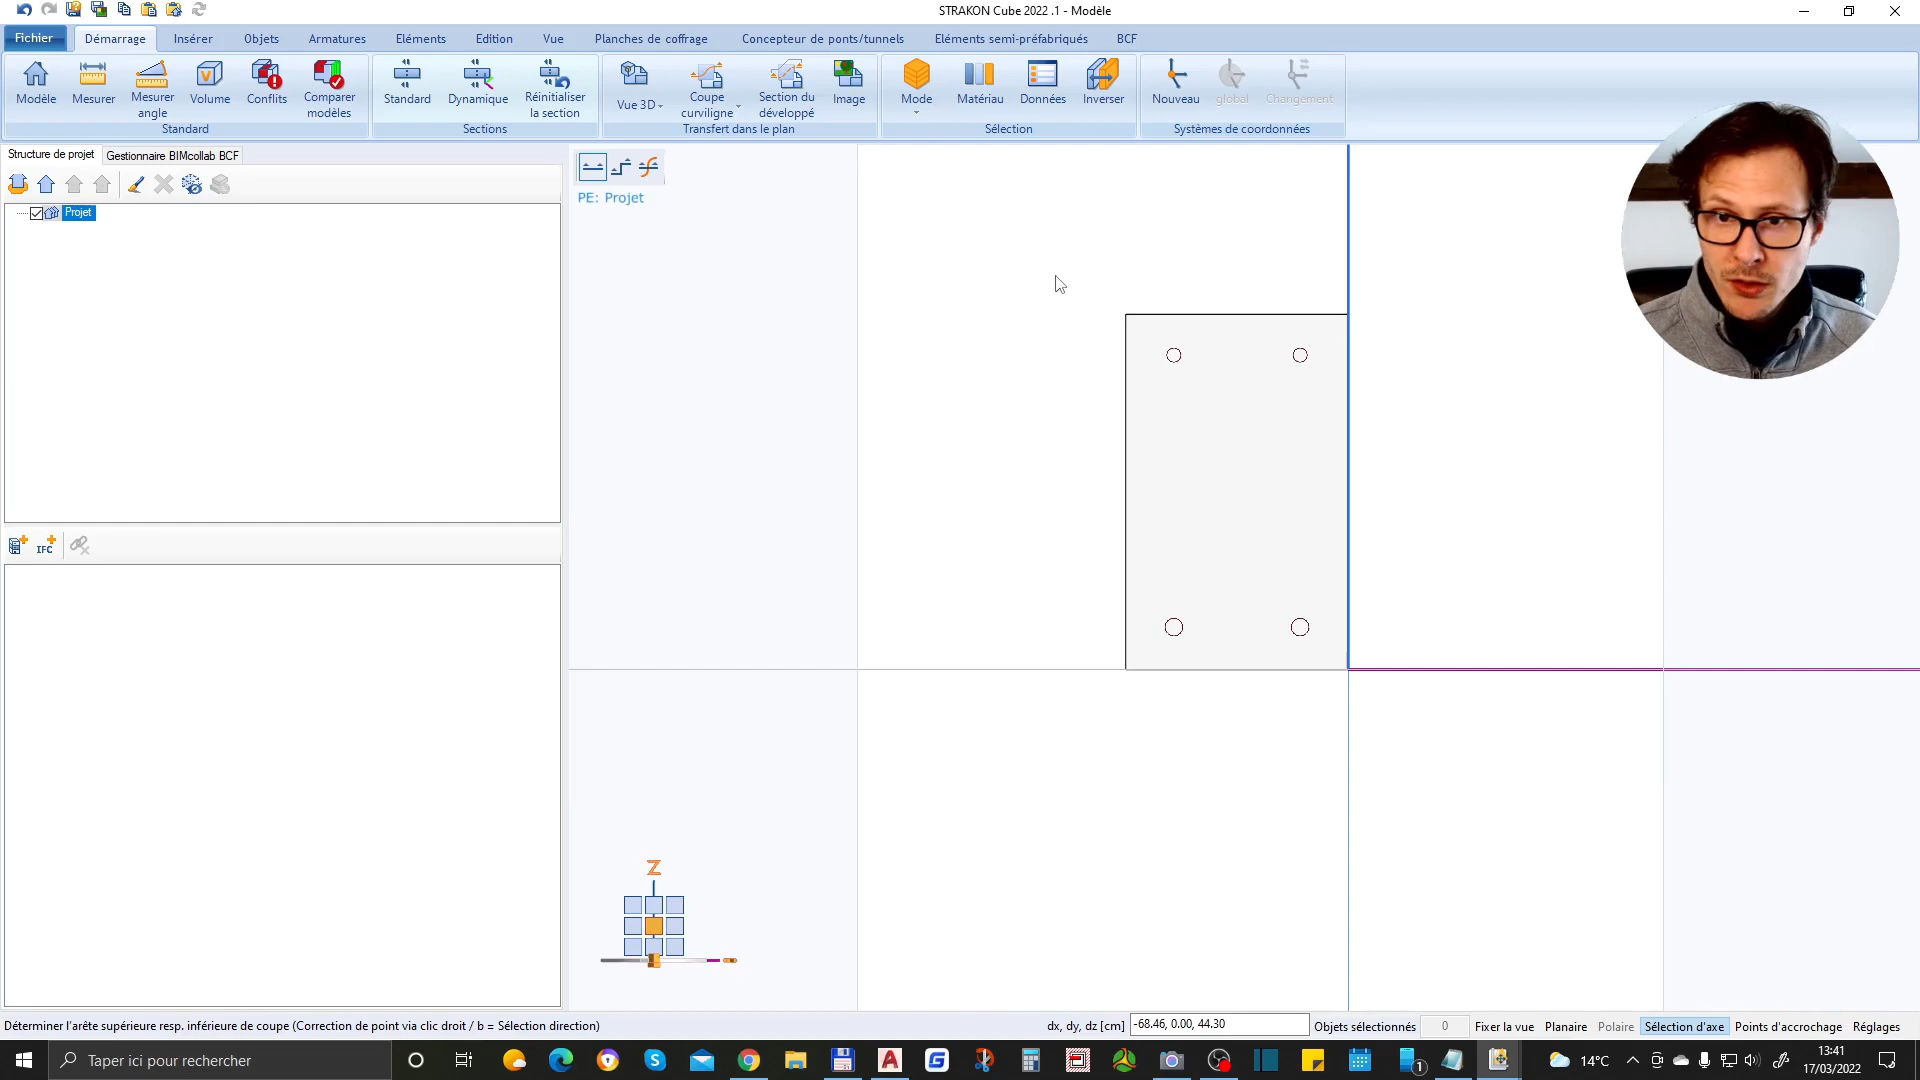 STRAKON Cube 2022 .1 - Modèle
Fichier
Démarrage
Insérer
Objets
Armatures
Eléments
Edition
Vue
Planches de coffrage
Concepteur de ponts/tunnels
Eléments semi-préfabriqués
BCF
Modèle
Mesurer
Mesurer
angle
Volume
Conflits
Comparer
modèles
Standard
Standard
Dynamique
Réinitialiser
la section
Sections
Vue 3D
Coupe
curviligne
Section du
développé
Image
Transfert dans le plan
Mode
Matériau
Données
Inverser
Sélection
Nouveau
global
Changement
Systèmes de coordonnées
Structure de projet
Gestionnaire BIMcollab BCF
Projet
PE: Projet
IFC
Z
Déterminer l'arête supérieure resp. inférieure de coupe (Correction de point via clic droit / b = Sélection direction)
dx, dy, dz [cm]
-68.46, 0.00, 44.30
Objets sélectionnés
0
Fixer la vue
Planaire
Polaire
Sélection d'axe
Points d'accrochage
Réglages
Taper ici pour rechercher
1
14°C
13:41
17/03/2022